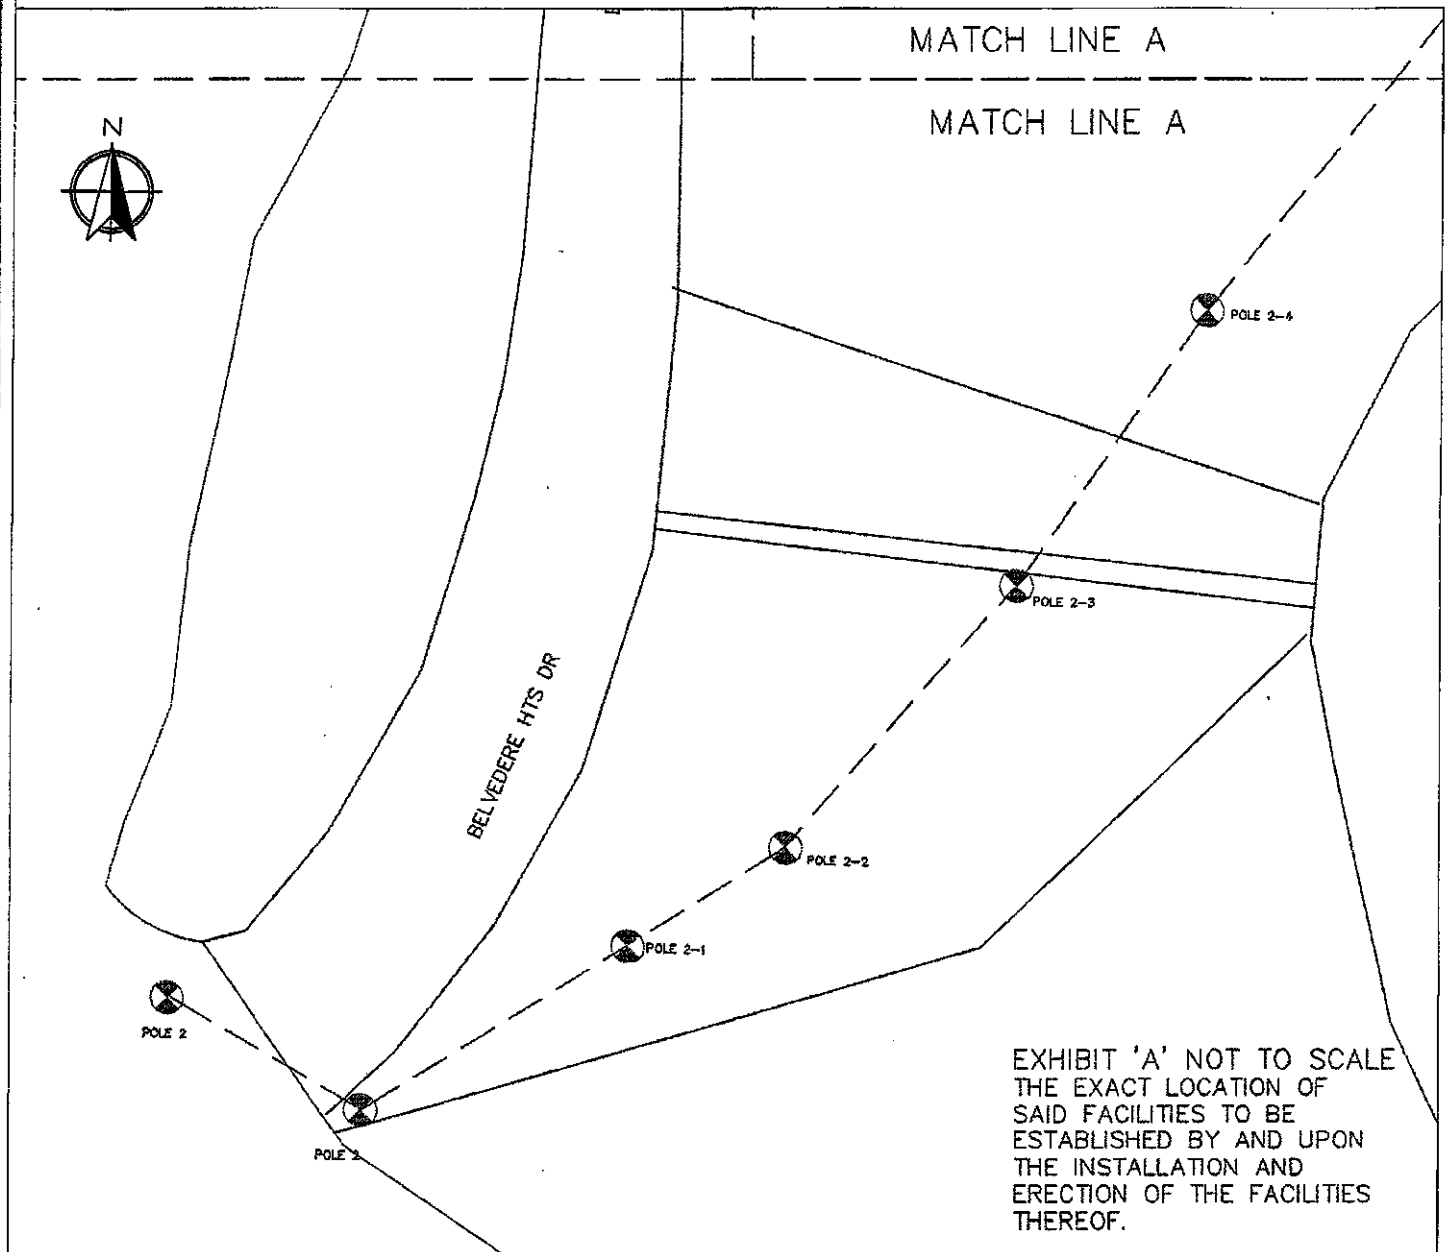 MATCH LINE A
MATCH LINE A
N
POLE 2-4
POLE 2-3
BELVEDERE HTS DR
POLE 2-2
POLE 2-1
POLE 2
POLE 2
EXHIBIT 'A' NOT TO SCALE
THE EXACT LOCATION OF
SAID FACILITIES TO BE
ESTABLISHED BY AND UPON
THE INSTALLATION AND
ERECTION OF THE FACILITIES
THEREOF.